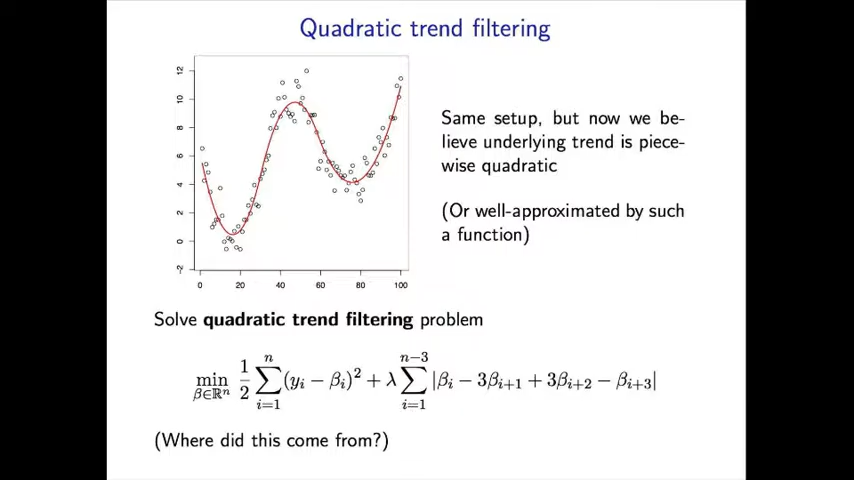 Quadratic trend filtering
12
10
8
6
4
2
0
−2
0 20 40 60 80 100
Same setup, but now we be-
lieve underlying trend is piece-
wise quadratic
(Or well-approximated by such
a function)
Solve quadratic trend filtering problem
min_{β∈ℝⁿ} 1/2 ∑_{i=1}^{n} (y_i − β_i)² + λ ∑_{i=1}^{n−3} |β_i − 3β_{i+1} + 3β_{i+2} − β_{i+3}|
(Where did this come from?)